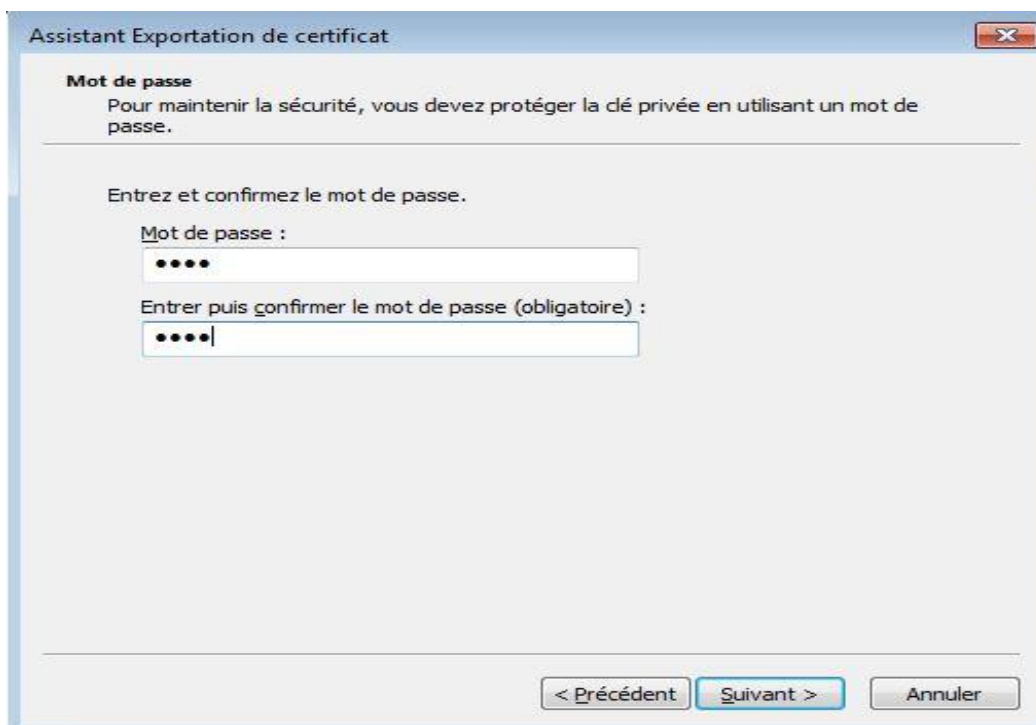 Assistant Exportation de certificat
Mot de passe
Pour maintenir la sécurité, vous devez protéger la clé privée en utilisant un mot de
passe.
Entrez et confirmez le mot de passe.
Mot de passe :
••••
Entrer puis confirmer le mot de passe (obligatoire) :
••••
< Précédent Suivant > Annuler